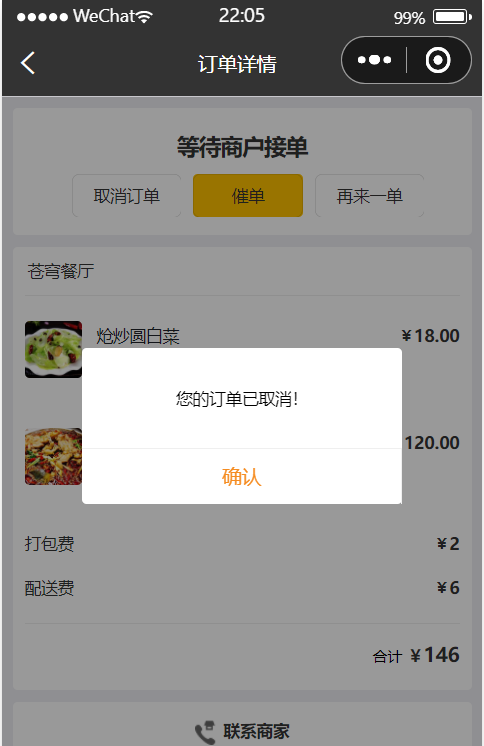 ●●●●● WeChat 22:05 99%
订单详情
等待商户接单
取消订单 催单 再来一单
苍穹餐厅
炝炒圆白菜 ￥18.00
您的订单已取消！
120.00
确认
打包费 ￥2
配送费 ￥6
合计 ￥146
联系商家